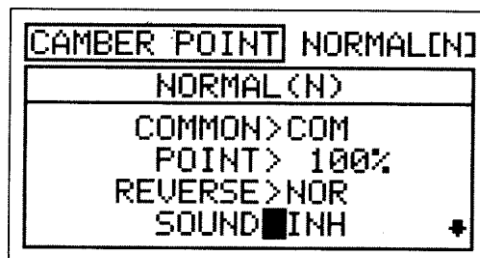 CAMBER POINT NORMAL[N]
NORMAL(N)
COMMON>COM
POINT> 100%
REVERSE>NOR
SOUND INH